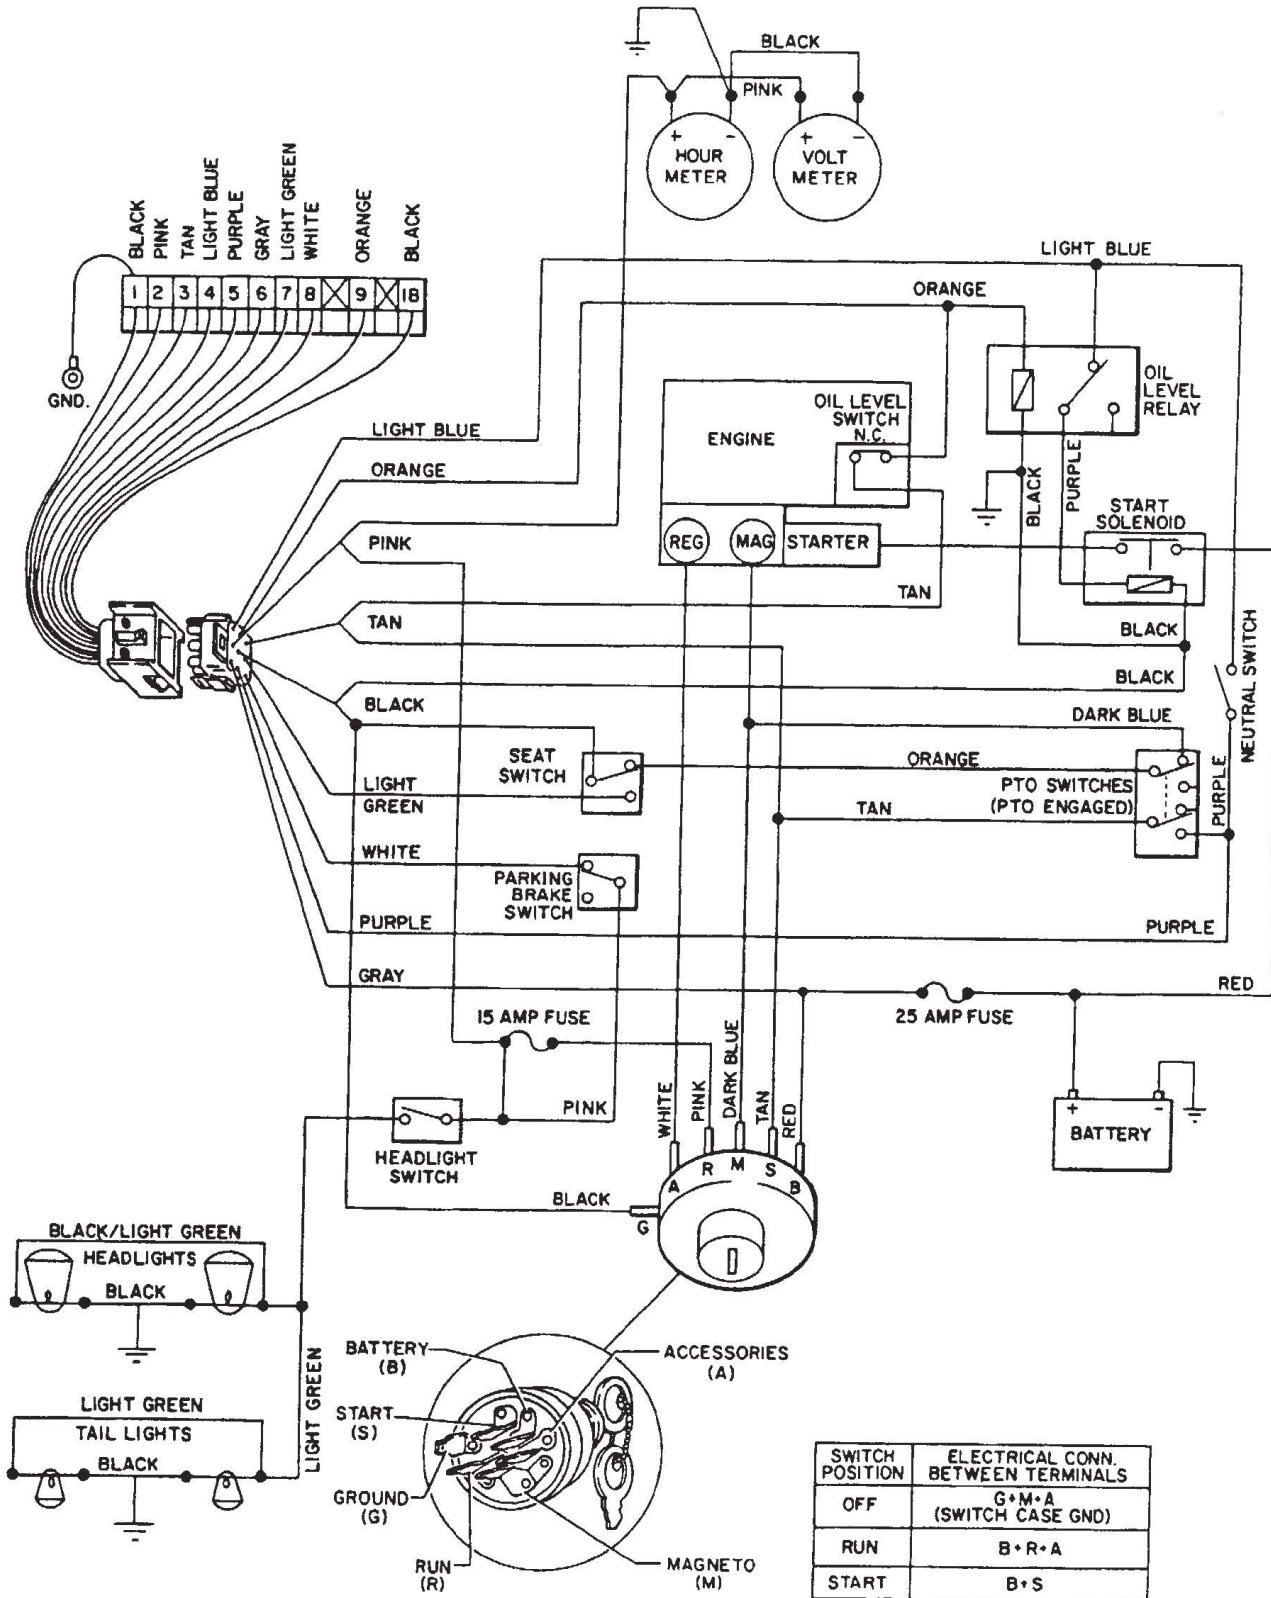 BLACK
PINK
+
-
HOUR
METER
+
-
VOLT
METER
BLACK
PINK
TAN
LIGHT BLUE
PURPLE
GRAY
LIGHT GREEN
WHITE
ORANGE
BLACK
1 2 3 4 5 6 7 8 9 18
GND.
LIGHT BLUE
ORANGE
OIL
LEVEL
RELAY
OIL LEVEL
SWITCH
N.C.
ENGINE
LIGHT BLUE
ORANGE
BLACK
PURPLE
START
SOLENOID
REG
MAG
STARTER
PINK
TAN
TAN
BLACK
BLACK
BLACK
DARK BLUE
NEUTRAL SWITCH
SEAT
SWITCH
ORANGE
PTO SWITCHES
(PTO ENGAGED)
PURPLE
LIGHT
GREEN
TAN
WHITE
PARKING
BRAKE
SWITCH
PURPLE
PURPLE
GRAY
RED
15 AMP FUSE
25 AMP FUSE
WHITE
PINK
DARK BLUE
TAN
RED
PINK
HEADLIGHT
SWITCH
+
-
BATTERY
A R M S B
BLACK
G
BLACK/LIGHT GREEN
HEADLIGHTS
BLACK
LIGHT GREEN
LIGHT GREEN
TAIL LIGHTS
BLACK
BATTERY
(B)
ACCESSORIES
(A)
START
(S)
GROUND
(G)
RUN
(R)
MAGNETO
(M)
SWITCH
POSITION
ELECTRICAL CONN.
BETWEEN TERMINALS
OFF
G+M+A
(SWITCH CASE GND)
RUN
B+R+A
START
B+S